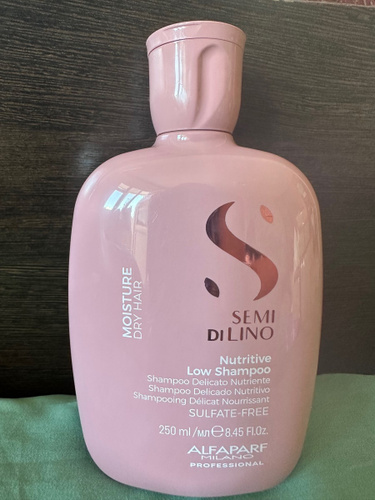 MOISTURE
DRY HAIR
SEMI
DI LINO
Nutritive
Low Shampoo
Shampoo Delicato Nutriente
Shampoo Delicado Nutritivo
Shampooing Délicat Nourrissant
SULFATE-FREE
250 ml /мл℮8.45 Fl.Oz.
ALFAPARF
MILANO
PROFESSIONAL